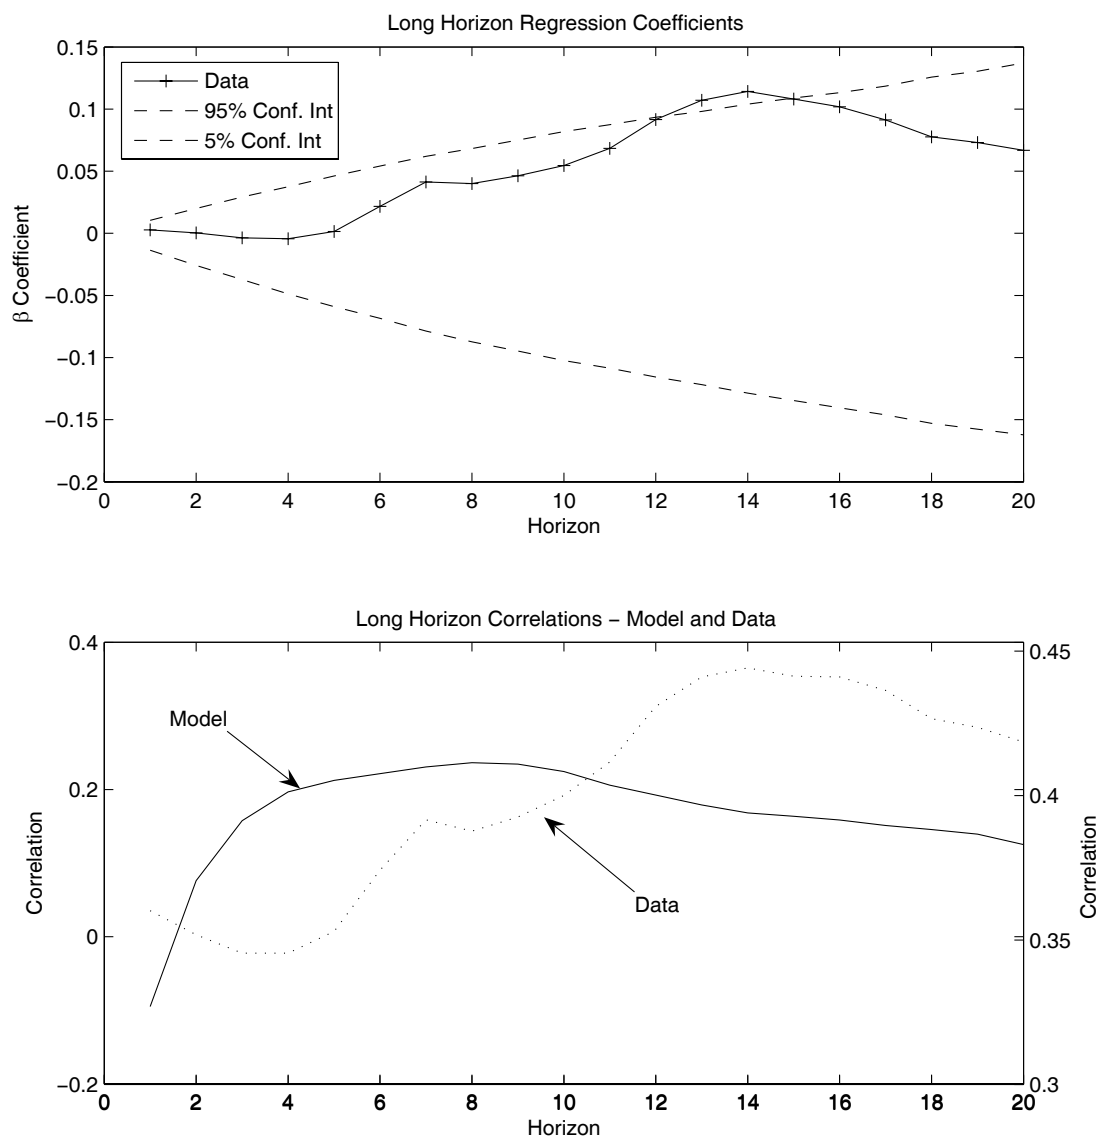 Long Horizon Regression Coefficients
0.15
0.1
0.05
0
−0.05
−0.1
−0.15
−0.2
β Coefficient
Data
95% Conf. Int
5% Conf. Int
0 2 4 6 8 10 12 14 16 18 20
Horizon
Long Horizon Correlations − Model and Data
0.4
0.2
0
−0.2
Correlation
Model
Data
0.45
0.4
0.35
0.3
Correlation
0 2 4 6 8 10 12 14 16 18 20
Horizon